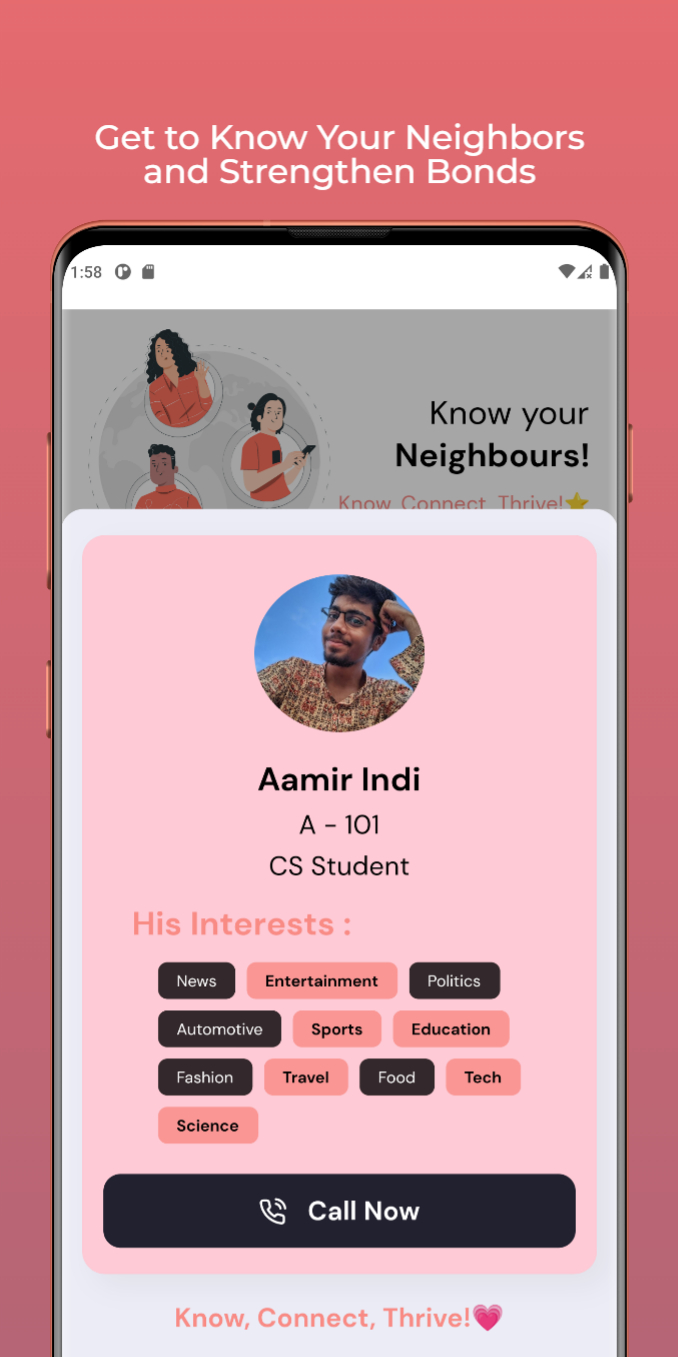 Get to Know Your Neighbors
and Strengthen Bonds
1:58
Know your
Neighbours!
Know, Connect, Thrive!⭐
Aamir Indi
A - 101
CS Student
His Interests :
News Entertainment Politics
Automotive Sports Education
Fashion Travel Food Tech
Science
Call Now
Know, Connect, Thrive!💗